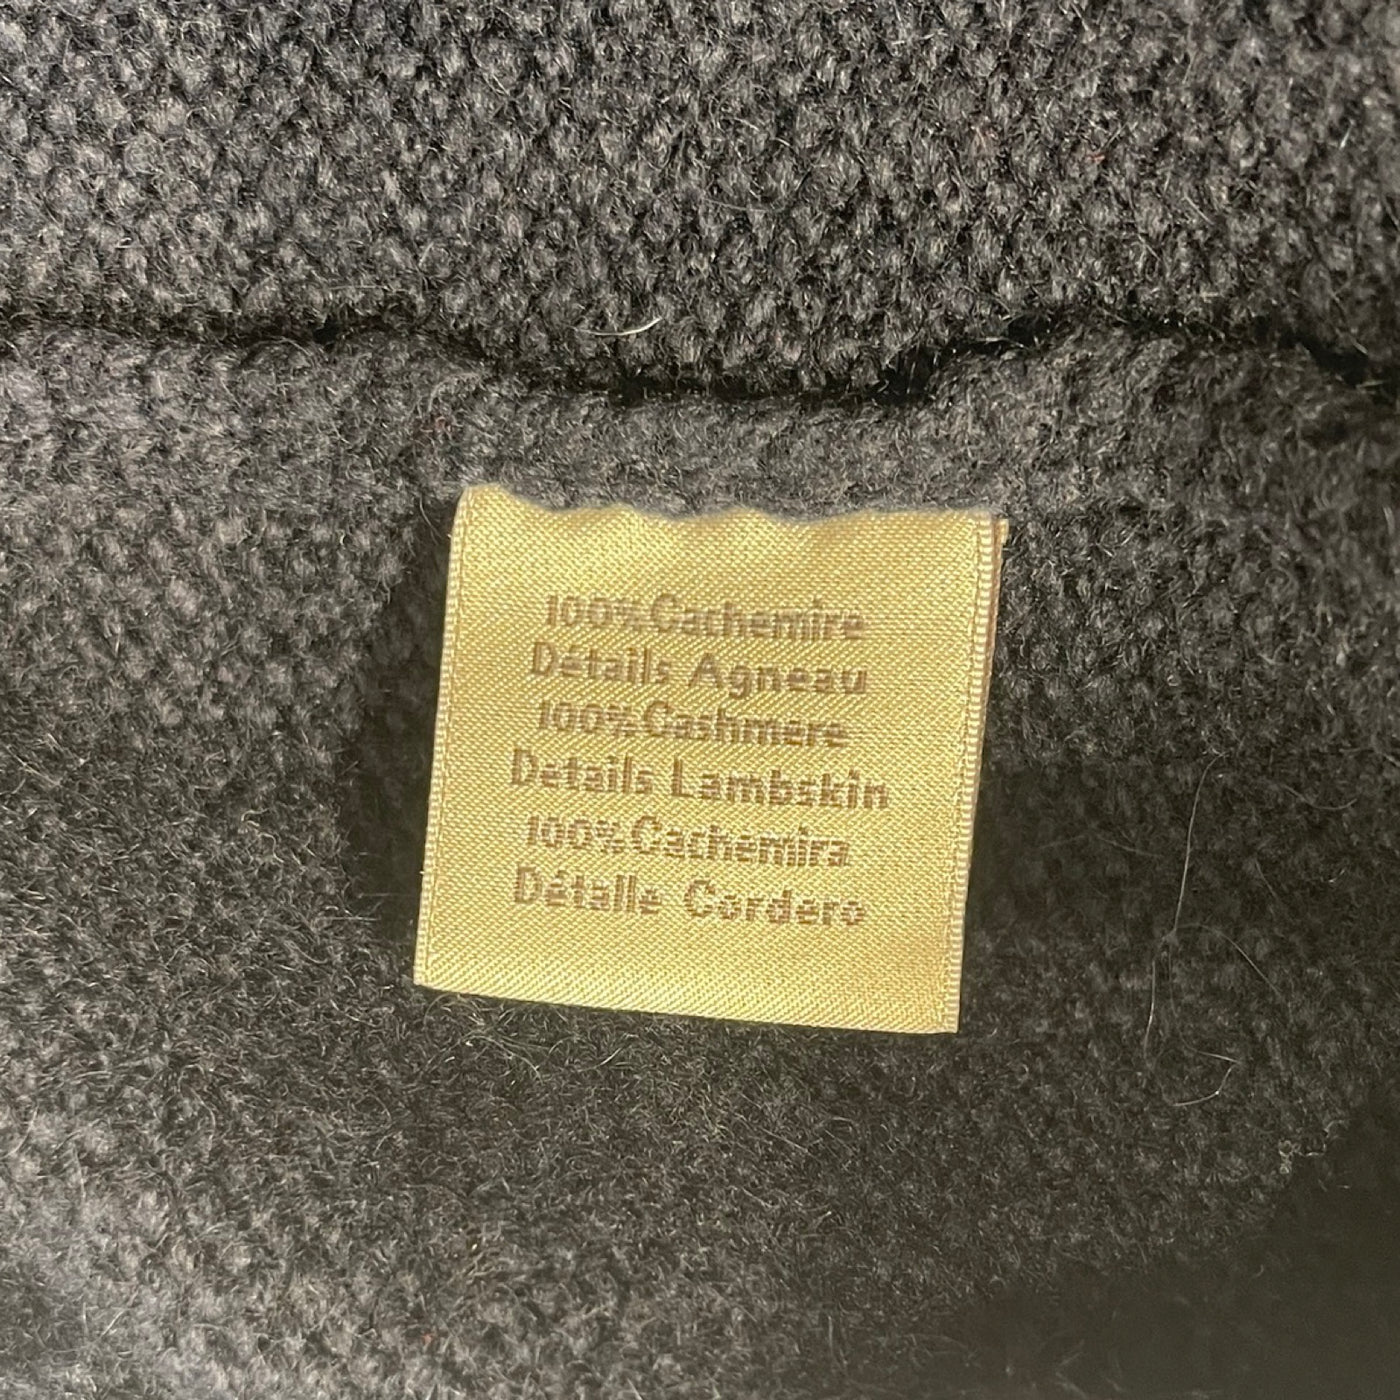 100%Cachemire
Détails Agneau
100%Cashmere
Details Lambskin
100%Cachemira
Détalle Cordero